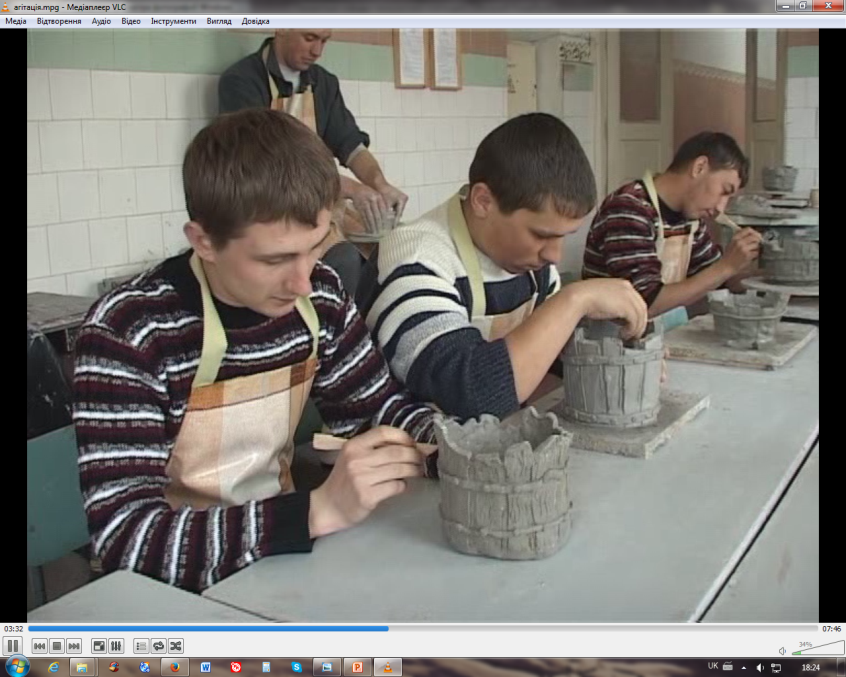 агітація.mpg - Медіаплеєр VLC
Медіа Відтворення Аудіо Відео Інструменти Вигляд Довідка
03:32 07:46
34%
UK 18:24